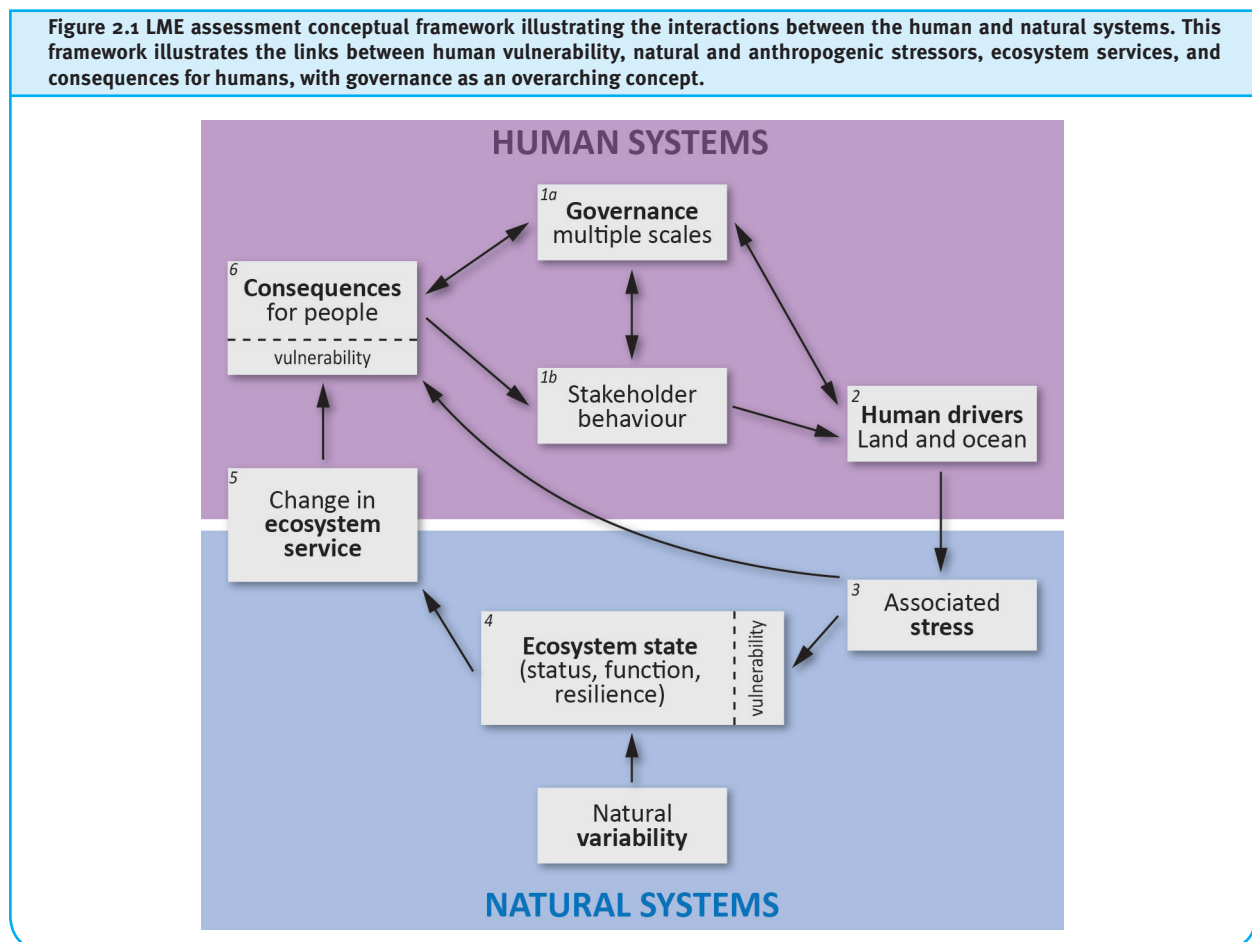 Figure 2.1 LME assessment conceptual framework illustrating the interactions between the human and natural systems. This
framework illustrates the links between human vulnerability, natural and anthropogenic stressors, ecosystem services, and
consequences for humans, with governance as an overarching concept.
HUMAN SYSTEMS
1a
Governance
multiple scales
6
Consequences
for people
vulnerability
1b
Stakeholder
behaviour
2
Human drivers
Land and ocean
5
Change in
ecosystem
service
3
Associated
stress
4
Ecosystem state
(status, function,
resilience)
vulnerability
Natural
variability
NATURAL SYSTEMS